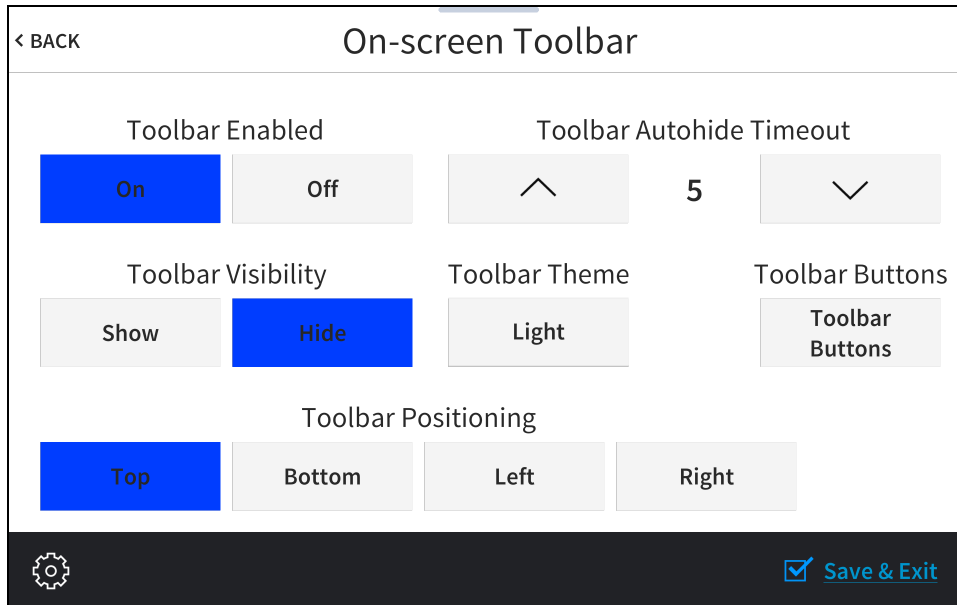 < BACK
On-screen Toolbar
Toolbar Enabled
Toolbar Autohide Timeout
On
Off
5
Toolbar Visibility
Toolbar Theme
Toolbar Buttons
Show
Hide
Light
Toolbar
Buttons
Toolbar Positioning
Top
Bottom
Left
Right
Save & Exit